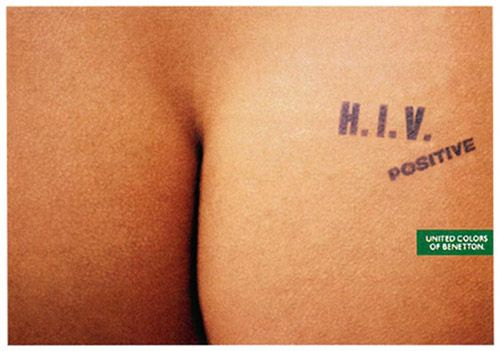 H.I.V.
POSITIVE
UNITED COLORS
OF BENETTON.